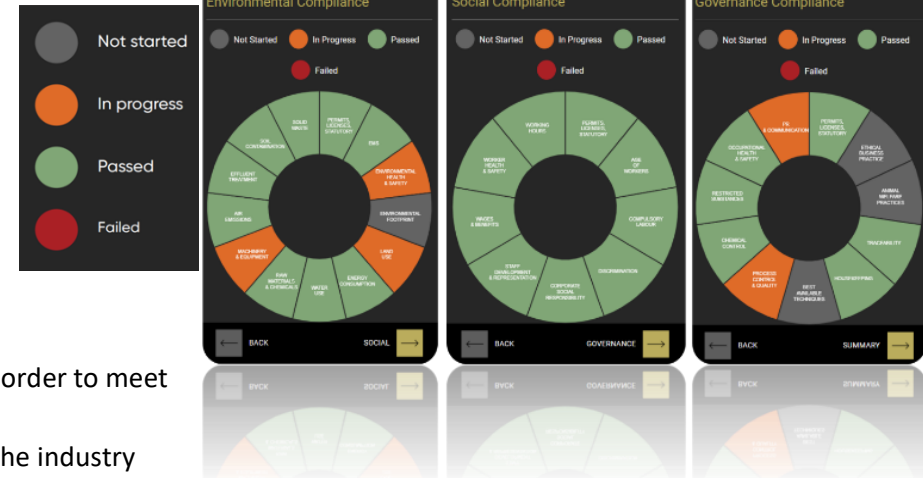 Not started
In progress
Passed
Failed
Environmental Compliance
Not Started
In Progress
Passed
Failed
PERMITS,
LICENSES,
STATUTORY
EMS
ENVIRONMENTAL
HEALTH
& SAFETY
ENVIRONMENTAL
FOOTPRINT
LAND
USE
ENERGY
CONSUMPTION
WATER
USE
RAW
MATERIALS
& CHEMICALS
MACHINERY
& EQUIPMENT
AIR
EMISSIONS
EFFLUENT
TREATMENT
SOIL
CONTAMINATION
SOLID
WASTE
BACK
SOCIAL
Social Compliance
Not Started
In Progress
Passed
Failed
PERMITS,
LICENSES,
STATUTORY
AGE
OF
WORKERS
COMPULSORY
LABOUR
DISCRIMINATION
CORPORATE
SOCIAL
RESPONSIBILITY
STAFF
DEVELOPMENT
& REPRESENTATION
WAGES
& BENEFITS
WORKER
HEALTH
& SAFETY
WORKING
HOURS
BACK
GOVERNANCE
Governance Compliance
Not Started
In Progress
Passed
Failed
PERMITS,
LICENSES,
STATUTORY
ETHICAL
BUSINESS
PRACTICE
ANIMAL
WELFARE
PRACTICES
TRACEABILITY
HOUSEKEEPING
BEST
AVAILABLE
TECHNIQUES
PROCESS
CONTROL
& QUALITY
CHEMICAL
CONTROL
RESTRICTED
SUBSTANCES
OCCUPATIONAL
HEALTH
& SAFETY
& COMMUNICATION
BACK
SUMMARY
order to meet
he industry